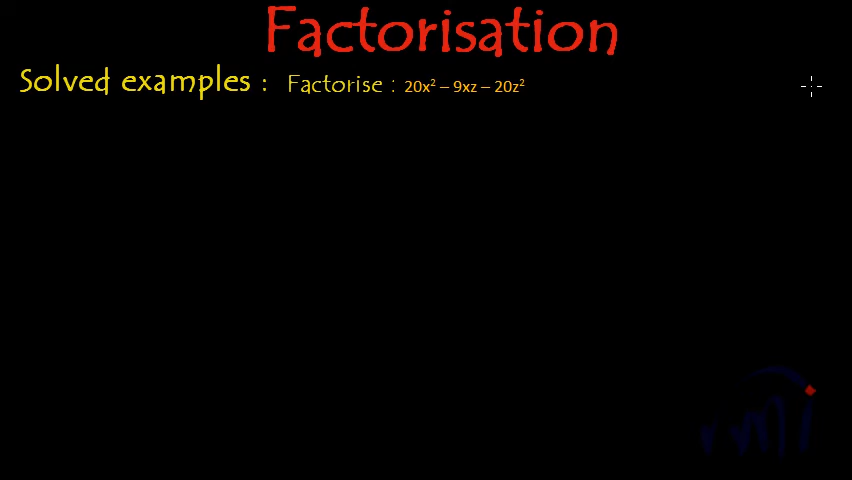 Factorisation
Solved examples : Factorise : 20x² – 9xz – 20z²